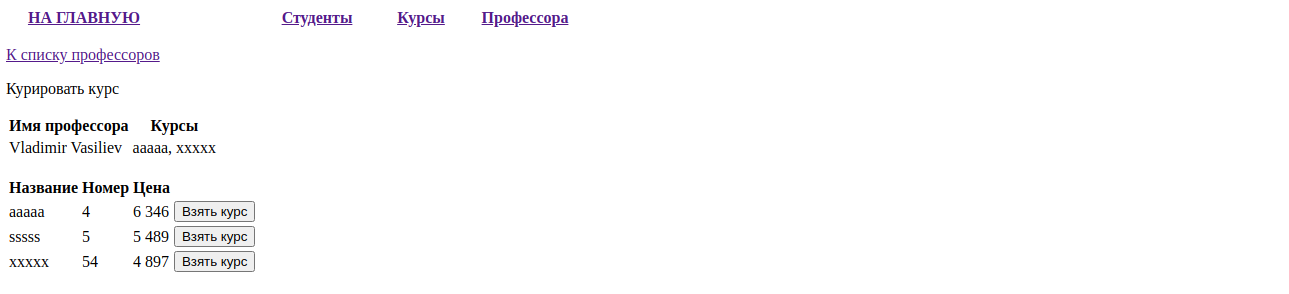 НА ГЛАВНУЮ Студенты Курсы Профессора
К списку профессоров
Курировать курс
Имя профессора Курсы
Vladimir Vasiliev aaaaa, xxxxx
Название Номер Цена
aaaaa 4 6 346 Взять курс
sssss 5 5 489 Взять курс
xxxxx 54 4 897 Взять курс